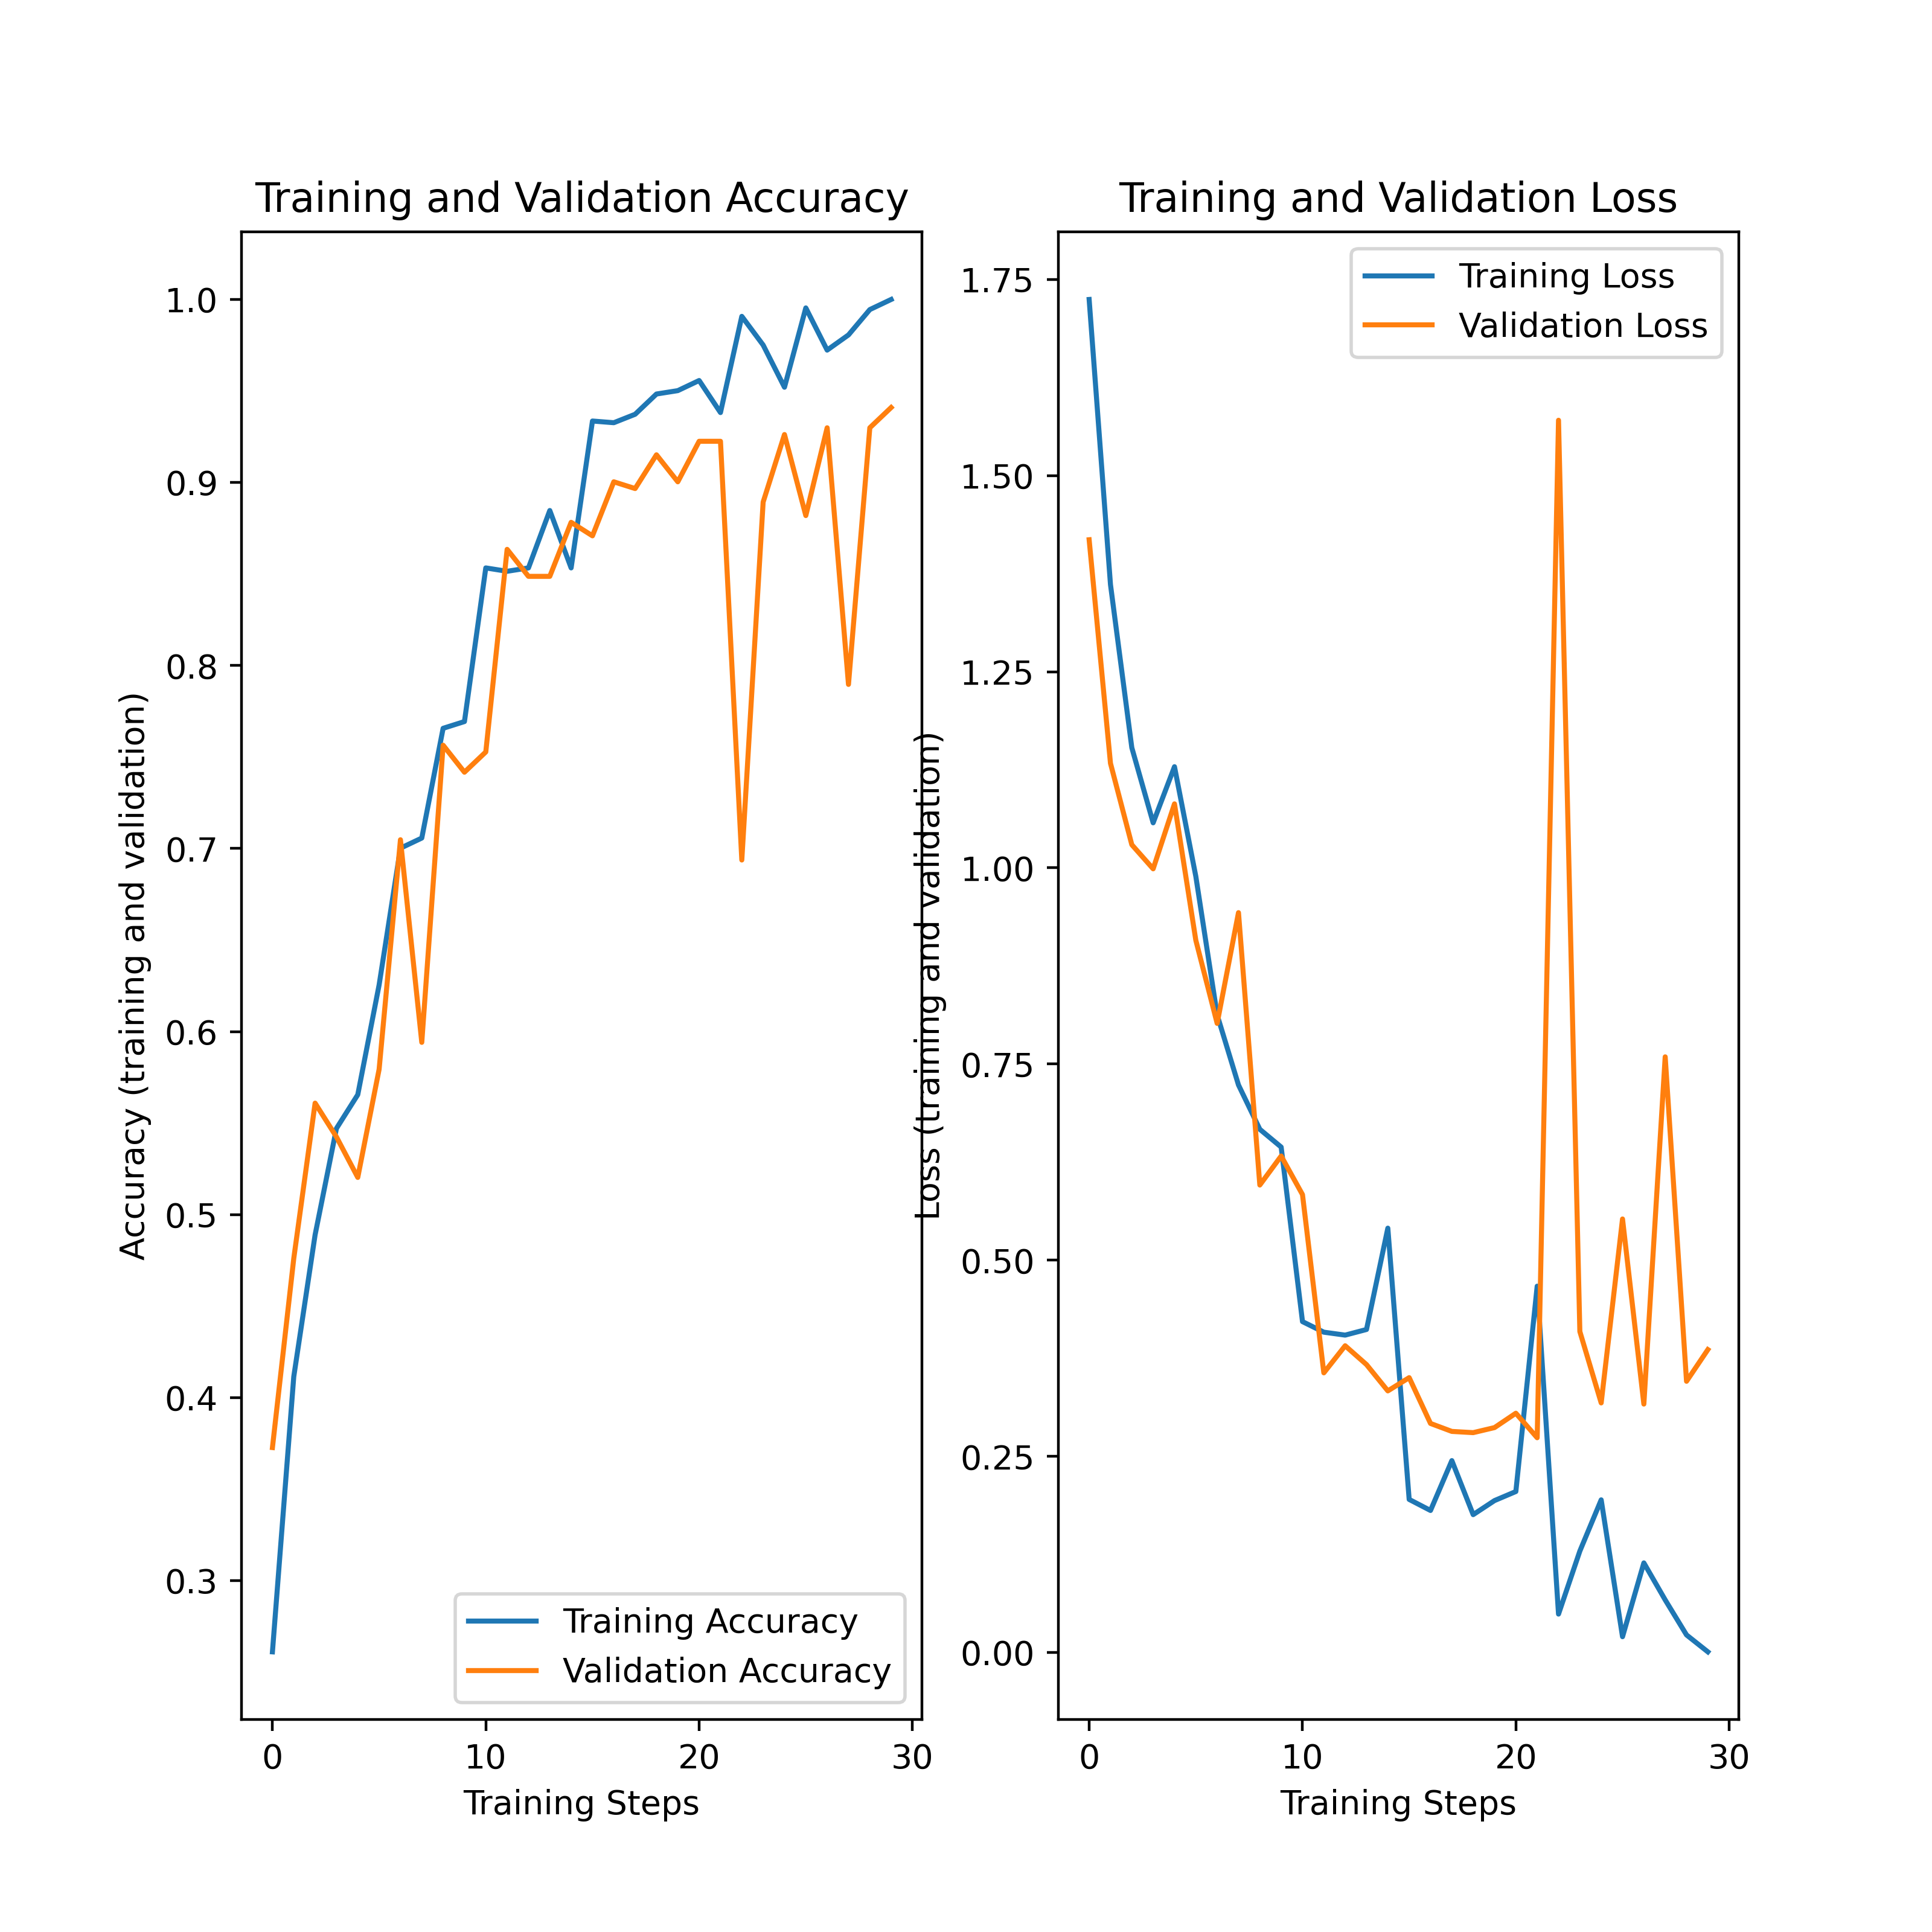 Training and Validation Accuracy
Accuracy (training and validation)
1.0
0.9
0.8
0.7
0.6
0.5
0.4
0.3
Training Accuracy
Validation Accuracy
0 10 20 30
Training Steps
Training and Validation Loss
Loss (training and validation)
1.75
1.50
1.25
1.00
0.75
0.50
0.25
0.00
Training Loss
Validation Loss
0 10 20 30
Training Steps